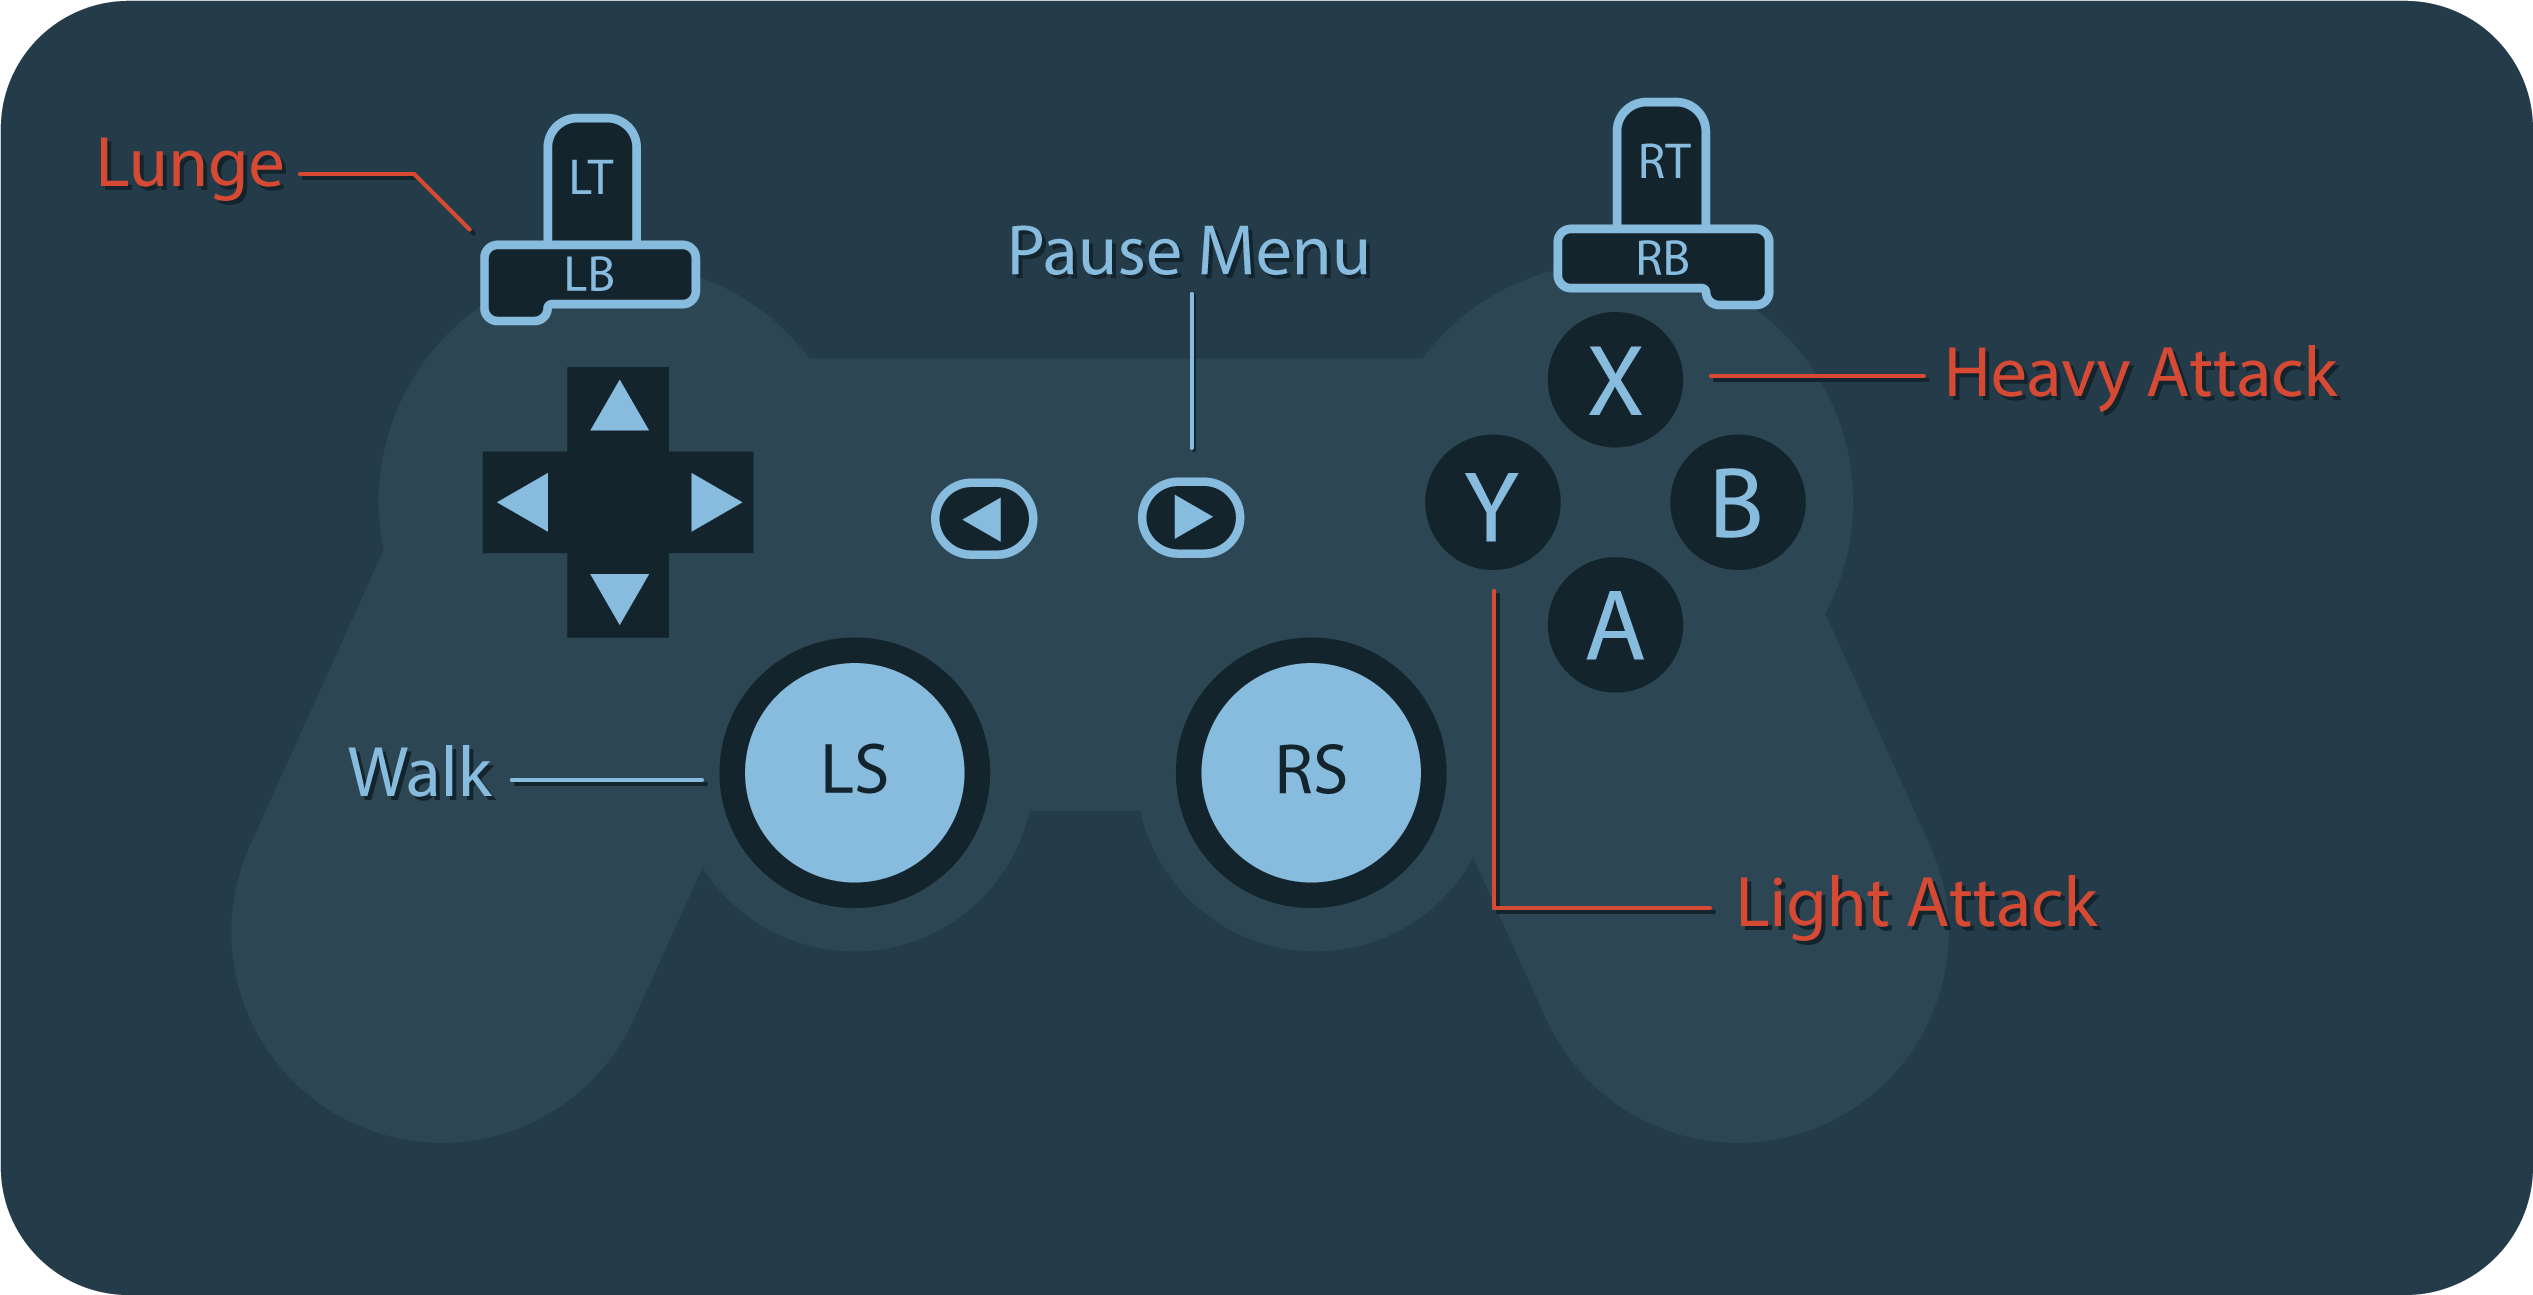 Lunge
LT
LB
Pause Menu
RT
RB
X
Heavy Attack
Y
B
A
Walk
LS
RS
Light Attack